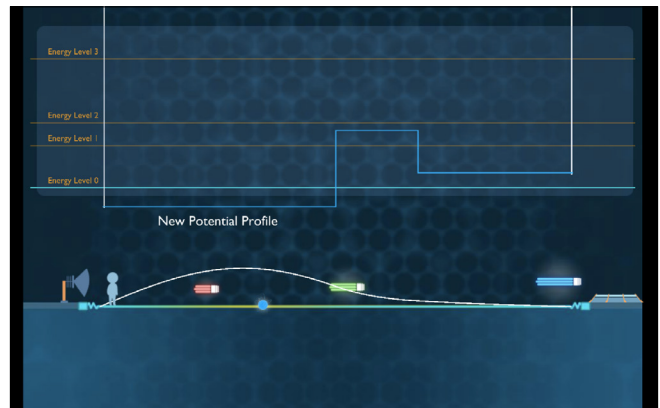 Energy Level 3
Energy Level 2
Energy Level 1
Energy Level 0
New Potential Profile